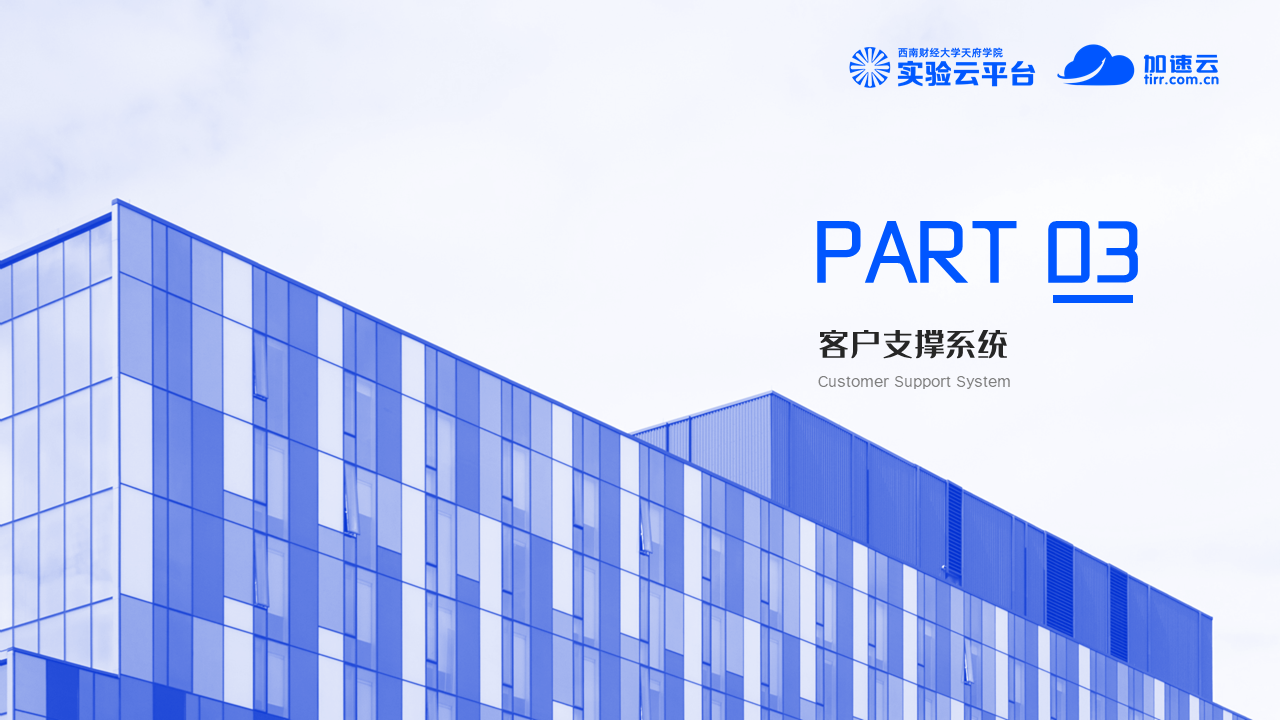 西南财经大学天府学院
实验云平台
加速云
tirr.com.cn
PART 03
客户支撑系统
Customer Support System